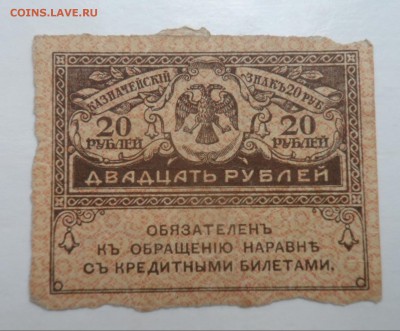 COINS.LAVE.RU
КАЗНАЧЕЙСКІЙ ЗНАКЪ 20 РУБ.
20 РУБЛЕЙ
20 РУБЛЕЙ
ДВАДЦАТЬ РУБЛЕЙ
ОБЯЗАТЕЛЕНЪ
КЪ ОБРАЩЕНІЮ НАРАВНѢ
СЪ КРЕДИТНЫМИ БИЛЕТАМИ.